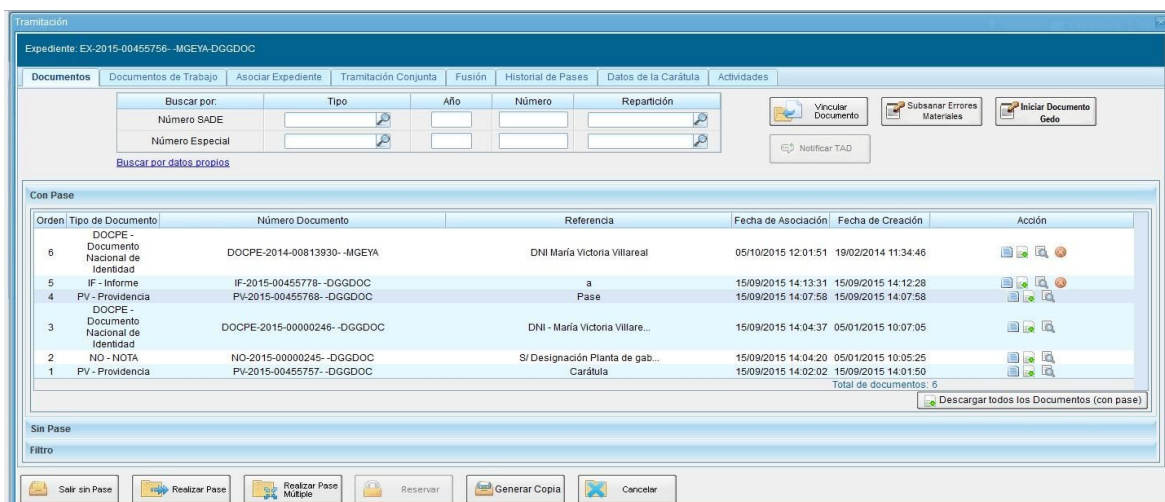 Tramitación
Expediente: EX-2015-00455756- -MGEYA-DGGDOC
Documentos Documentos de Trabajo Asociar Expediente Tramitación Conjunta Fusión Historial de Pases Datos de la Carátula Actividades
Buscar por: Tipo Año Número Repartición
Número SADE
Número Especial
Buscar por datos propios
Vincular
Documento
Subsanar Errores
Materiales
Iniciar Documento
Gedo
Notificar TAD
Con Pase
Orden Tipo de Documento Número Documento Referencia Fecha de Asociación Fecha de Creación Acción
6 DOCPE -
Documento
Nacional de
Identidad
DOCPE-2014-00813930- -MGEYA DNI María Victoria Villareal 05/10/2015 12:01:51 19/02/2014 11:34:46
5 IF - Informe IF-2015-00455778- -DGGDOC a 15/09/2015 14:13:31 15/09/2015 14:12:28
4 PV - Providencia PV-2015-00455768- -DGGDOC Pase 15/09/2015 14:07:58 15/09/2015 14:07:58
3 DOCPE -
Documento
Nacional de
Identidad
DOCPE-2015-00000246- -DGGDOC DNI - María Victoria Villare... 15/09/2015 14:04:37 05/01/2015 10:07:05
2 NO - NOTA NO-2015-00000245- -DGGDOC S/ Designación Planta de gab... 15/09/2015 14:04:20 05/01/2015 10:05:25
1 PV - Providencia PV-2015-00455757- -DGGDOC Carátula 15/09/2015 14:02:02 15/09/2015 14:01:50
Total de documentos: 6
Descargar todos los Documentos (con pase)
Sin Pase
Filtro
Salir sin Pase Realizar Pase Realizar Pase
Múltiple
Reservar Generar Copia Cancelar